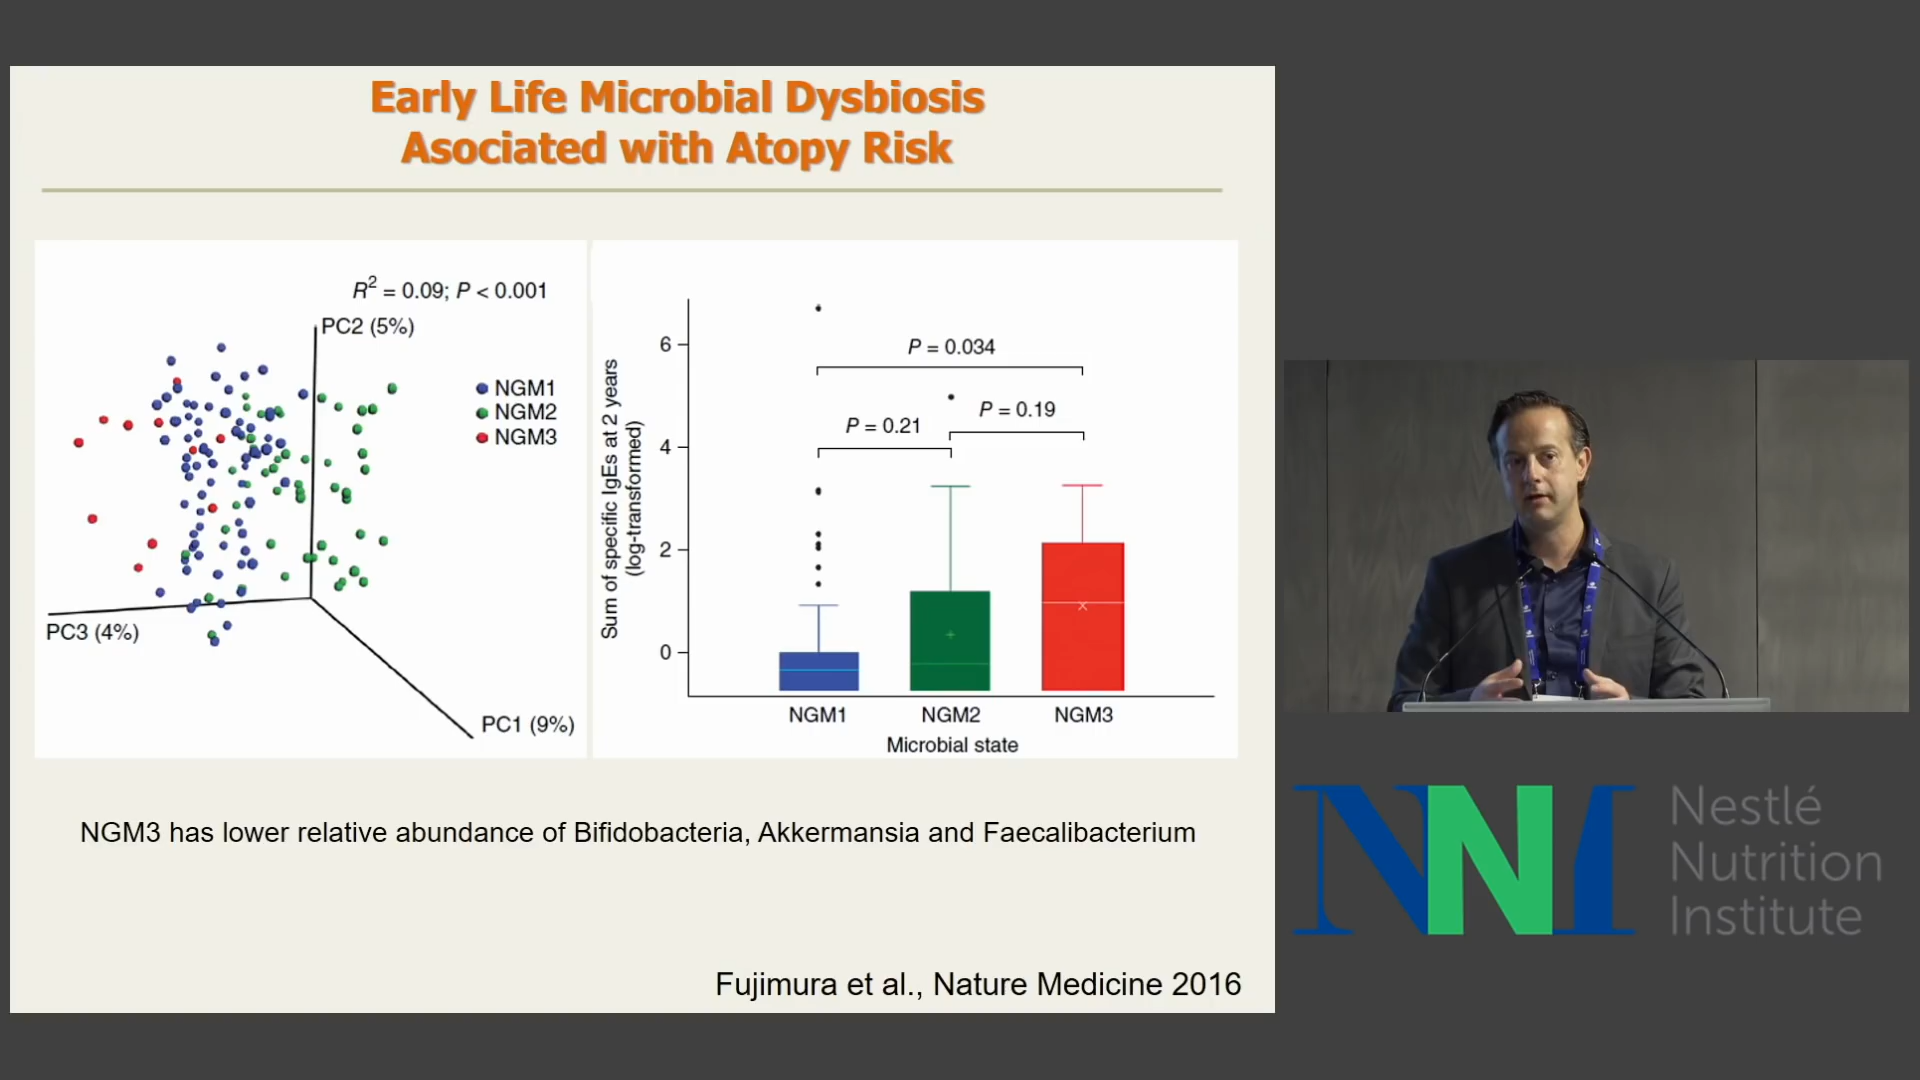 Early Life Microbial Dysbiosis
Asociated with Atopy Risk
R² = 0.09; P < 0.001
PC2 (5%)
NGM1
NGM2
NGM3
PC3 (4%)
PC1 (9%)
Sum of specific IgEs at 2 years
(log-transformed)
6
4
2
0
P = 0.034
P = 0.21
P = 0.19
NGM1
NGM2
NGM3
Microbial state
NGM3 has lower relative abundance of Bifidobacteria, Akkermansia and Faecalibacterium
Fujimura et al., Nature Medicine 2016
NNI
Nestlé
Nutrition
Institute